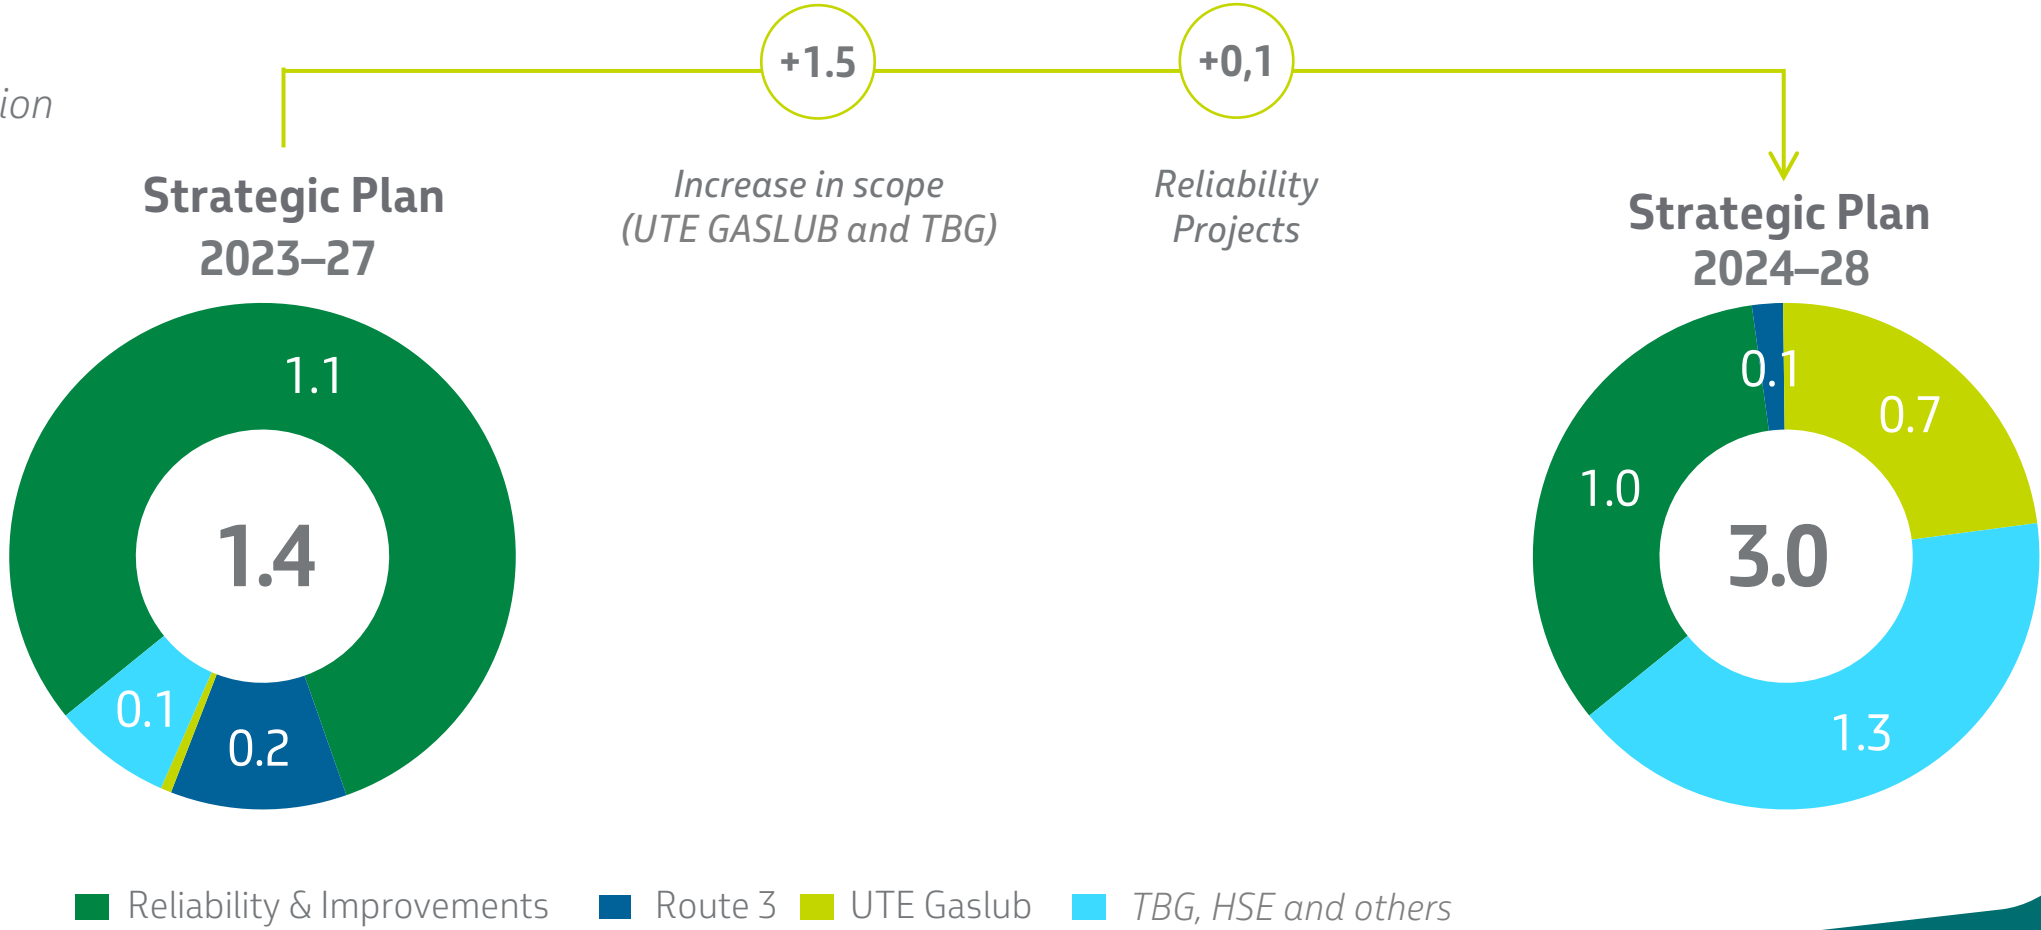 ion
+1.5
+0,1
Strategic Plan
2023–27
Increase in scope
(UTE GASLUB and TBG)
Reliability
Projects
Strategic Plan
2024–28
1.1
1.4
0.1
0.2
0.1
0.7
1.0
3.0
1.3
Reliability & Improvements
Route 3
UTE Gaslub
TBG, HSE and others